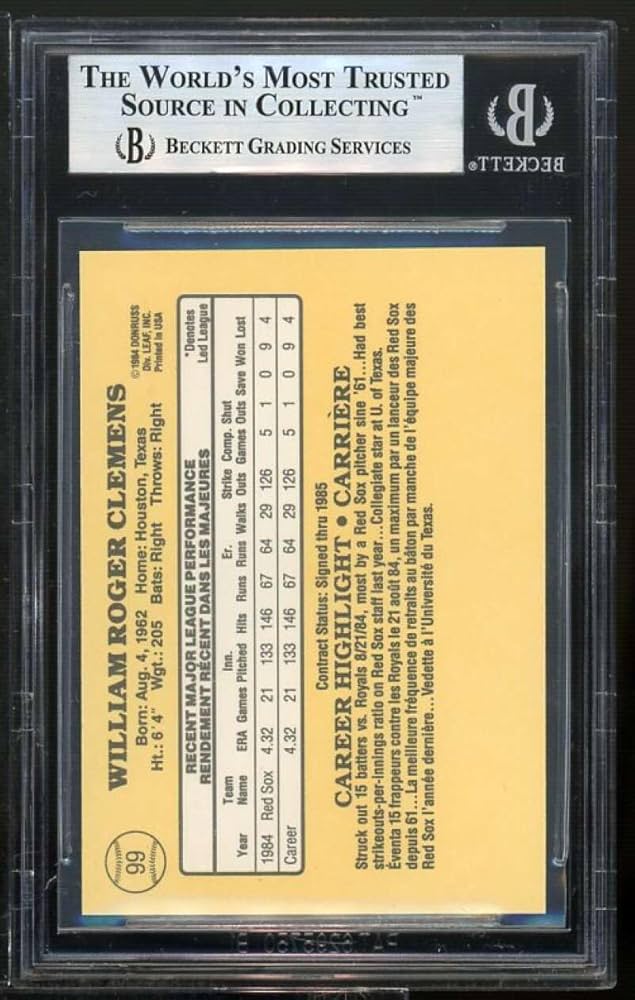 THE WORLD'S MOST TRUSTED
SOURCE IN COLLECTING™
B BECKETT GRADING SERVICES
B
BECKETT®
99
WILLIAM ROGER CLEMENS
Born: Aug. 4, 1962 Home: Houston, Texas
Ht.: 6' 4" Wgt.: 205 Bats: Right Throws: Right
©1984 DONRUSS
Div. LEAF, INC.
Printed in USA
RECENT MAJOR LEAGUE PERFORMANCE
RENDEMENT RÉCENT DANS LES MAJEURES
*Denotes
Led League
Year Team Name ERA Games Inn. Pitched Hits Runs Er. Runs Walks Strike Outs Comp. Games Shut Outs Save Won Lost
1984 Red Sox 4.32 21 133 146 67 64 29 126 5 1 0 9 4
Career 4.32 21 133 146 67 64 29 126 5 1 0 9 4
Contract Status: Signed thru 1985
CAREER HIGHLIGHT • CARRIÈRE
Struck out 15 batters vs. Royals 8/21/84, most by a Red Sox pitcher sine '61...Had best
strikeouts-per-innings ratio on Red Sox staff last year...Collegiate star at U. of Texas.
Éventa 15 frappeurs contre les Royals le 21 août 84, un maximum par un lanceur des Red Sox
depuis 61...La meilleure fréquence de retraits au bâton par manche de l'équipe majeure des
Red Sox l'année dernière...Vedette à l'Université du Texas.